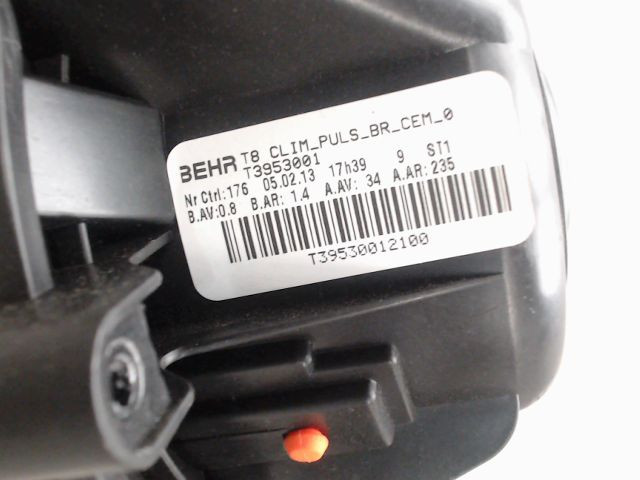 BEHR T8 CLIM_PULS_BR_CEM_0
T3953001
Nr Ctrl:176 05.02.13 17h39 9 ST1
B.AV:0.8 B.AR: 1.4 A.AV: 34 A.AR:235
T39530012100